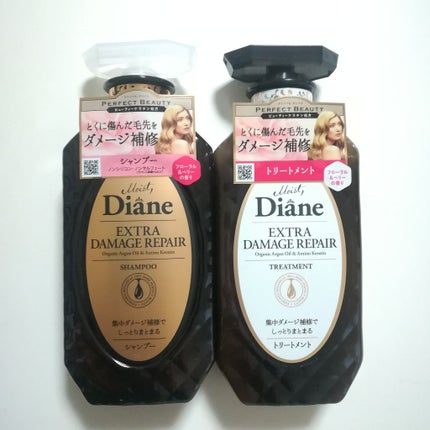 PERFECT BEAUTY
とくに傷んだ毛先を
ダメージ補修
シャンプー
フローラル
&ベリー
の香り
Moist
Diane
EXTRA
DAMAGE REPAIR
Organic Argan Oil & Amino Keratin
SHAMPOO
集中ダメージ補修で
しっとりまとまる
シャンプー
PERFECT BEAUTY
とくに傷んだ毛先を
ダメージ補修
トリートメント
フローラル
&ベリー
の香り
Moist
Diane
EXTRA
DAMAGE REPAIR
Organic Argan Oil & Amino Keratin
TREATMENT
集中ダメージ補修で
しっとりまとまる
トリートメント